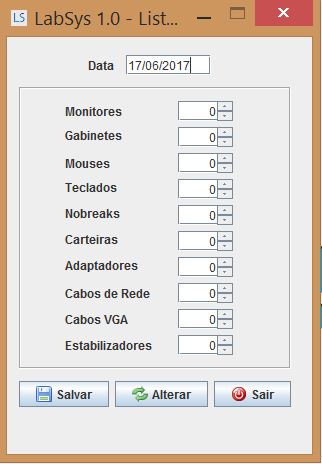 LS LabSys 1.0 - List...
Data 17/06/2017
Monitores 0
Gabinetes 0
Mouses 0
Teclados 0
Nobreaks 0
Carteiras 0
Adaptadores 0
Cabos de Rede 0
Cabos VGA 0
Estabilizadores 0
Salvar Alterar Sair